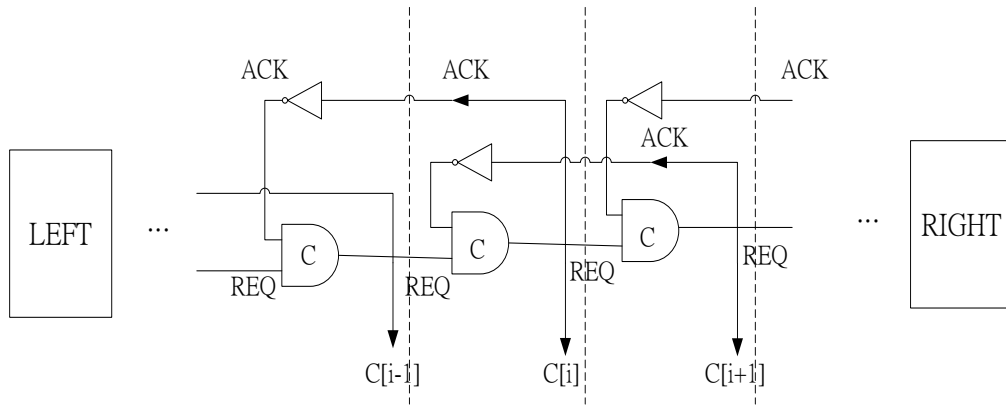 ACK
ACK
ACK
ACK
LEFT
...
C
C
C
...
RIGHT
REQ
REQ
REQ
REQ
C[i-1]
C[i]
C[i+1]